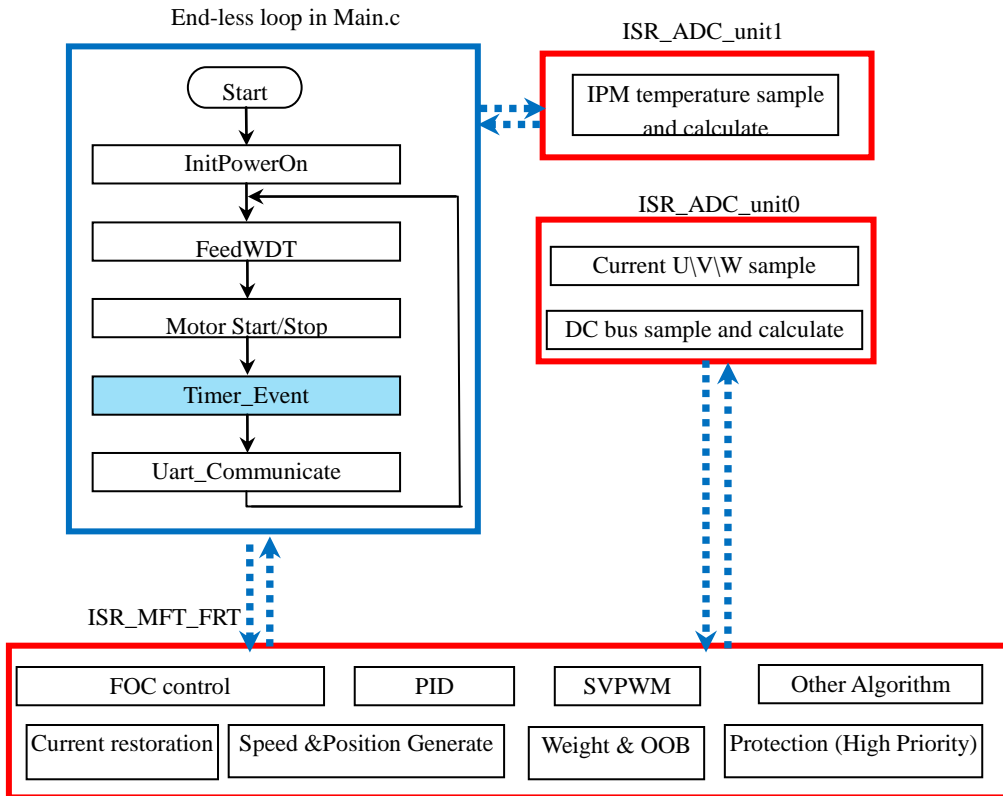 End-less loop in Main.c
Start
InitPowerOn
FeedWDT
Motor Start/Stop
Timer_Event
Uart_Communicate
ISR_ADC_unit1
IPM temperature sample
and calculate
ISR_ADC_unit0
Current U\V\W sample
DC bus sample and calculate
ISR_MFT_FRT
FOC control
PID
SVPWM
Other Algorithm
Current restoration
Speed &Position Generate
Weight & OOB
Protection (High Priority)